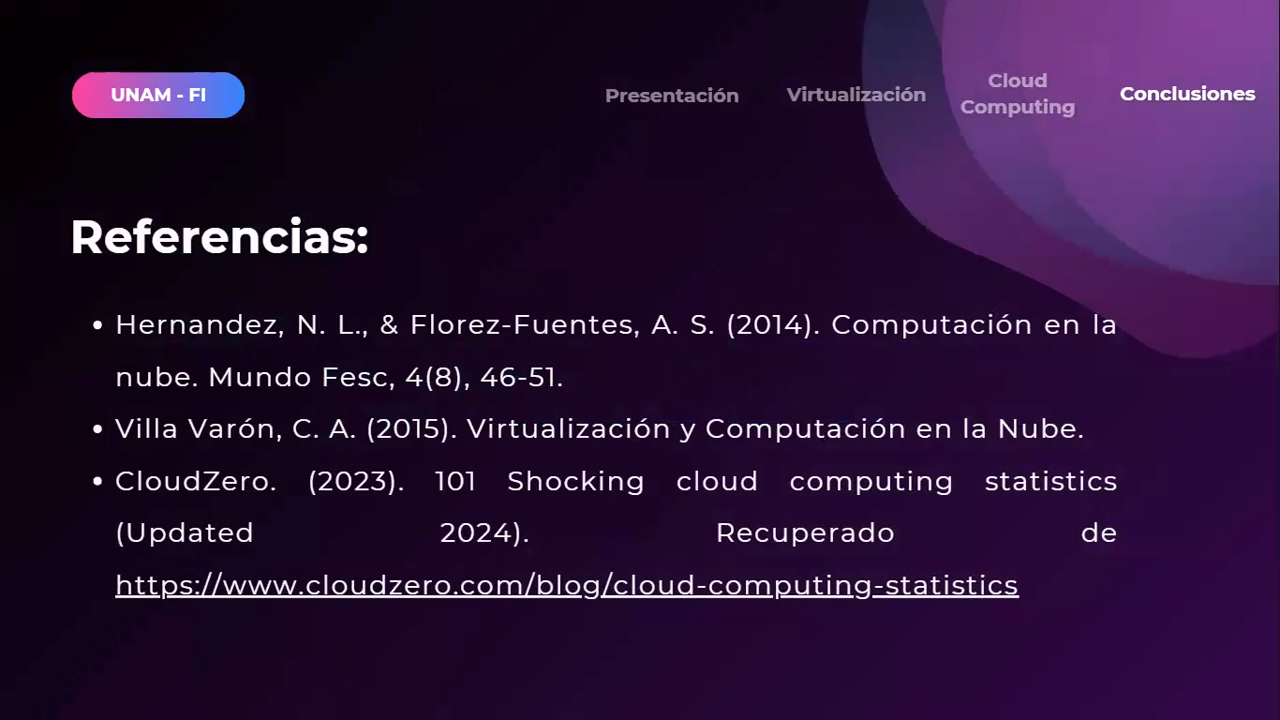 UNAM - FI
Presentación
Virtualización
Cloud
Computing
Conclusiones
Referencias:
• Hernandez, N. L., & Florez-Fuentes, A. S. (2014). Computación en la
nube. Mundo Fesc, 4(8), 46-51.
• Villa Varón, C. A. (2015). Virtualización y Computación en la Nube.
• CloudZero. (2023). 101 Shocking cloud computing statistics
(Updated 2024). Recuperado de
https://www.cloudzero.com/blog/cloud-computing-statistics